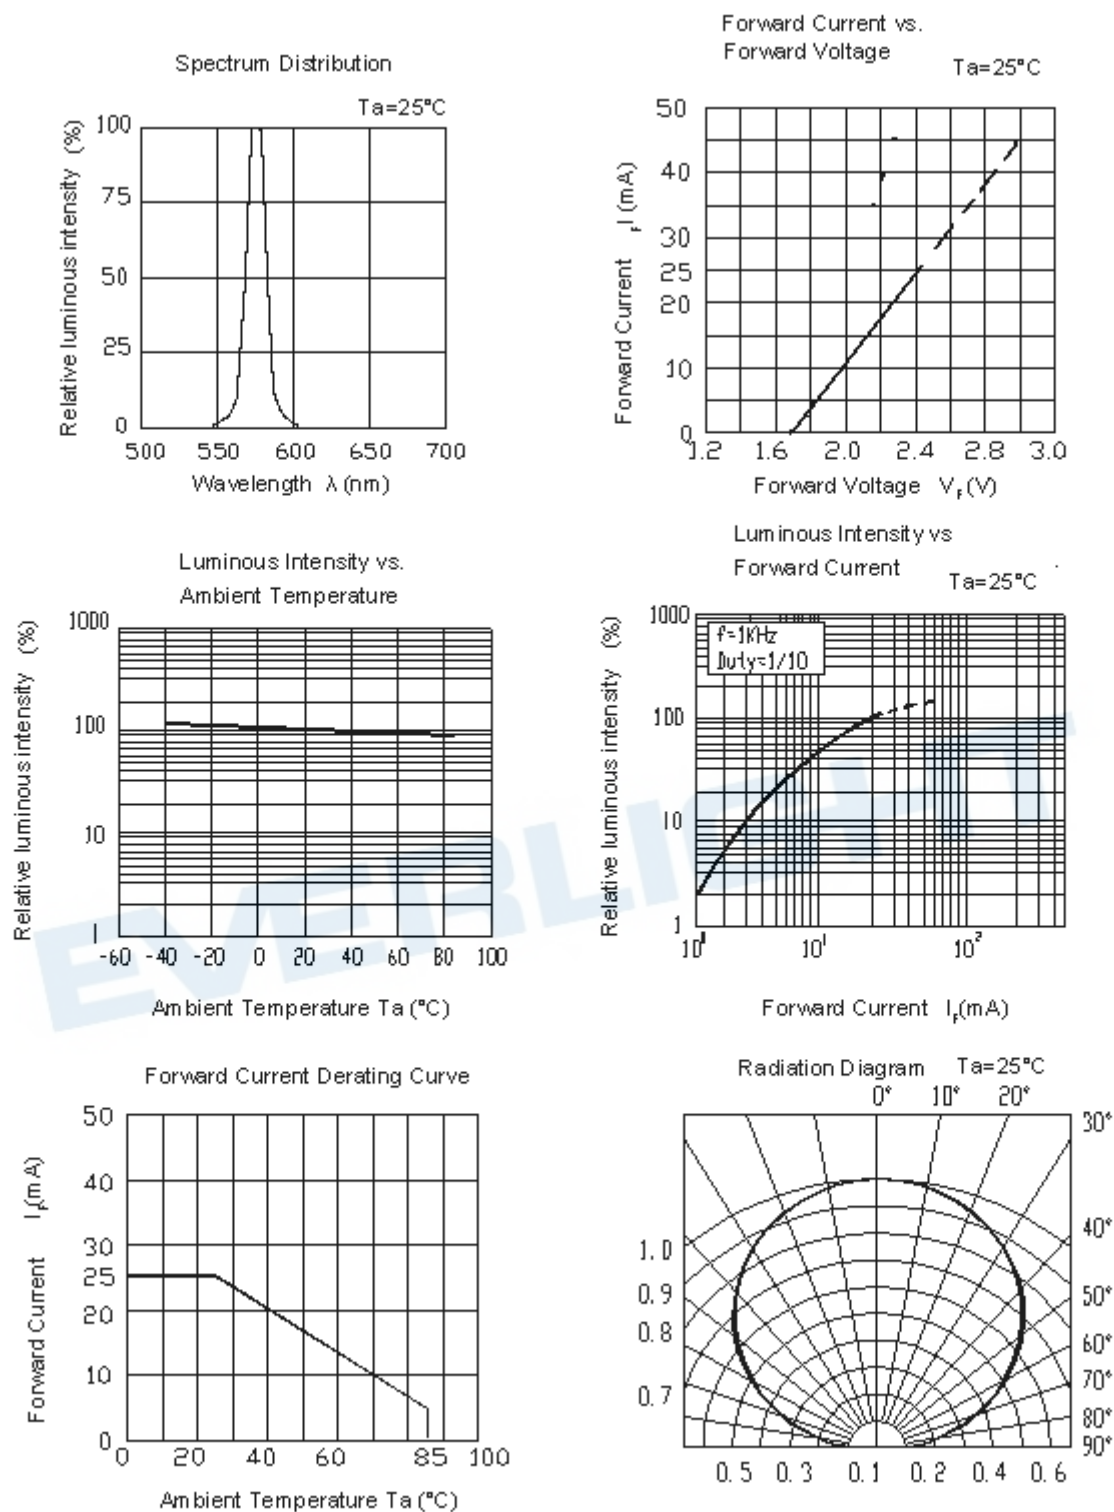 Spectrum Distribution
Ta=25°C
Relative luminous intensity (%)
100
75
50
25
0
500 550 600 650 700
Wavelength λ (nm)
Forward Current vs.
Forward Voltage
Ta=25°C
Forward Current IF (mA)
50
40
30
25
20
10
0
1.2 1.6 2.0 2.4 2.8 3.0
Forward Voltage VF(V)
Luminous Intensity vs.
Ambient Temperature
Relative luminous intensity (%)
1000
100
10
1
-60 -40 -20 0 20 40 60 80 100
Ambient Temperature Ta (°C)
Luminous Intensity vs
Forward Current
Ta=25°C
f=1KHz
Duty=1/10
Relative luminous intensity (%)
1000
100
10
1
10⁰ 10¹ 10²
Forward Current IF(mA)
EVERLIGHT
Forward Current Derating Curve
Forward Current IF(mA)
50
40
30
25
20
10
0
0 20 40 60 85 100
Ambient Temperature Ta (°C)
Radiation Diagram Ta=25°C
0° 10° 20°
30°
40°
50°
60°
70°
80°
90°
1.0
0.9
0.8
0.7
0.5 0.3 0.1 0.2 0.4 0.6